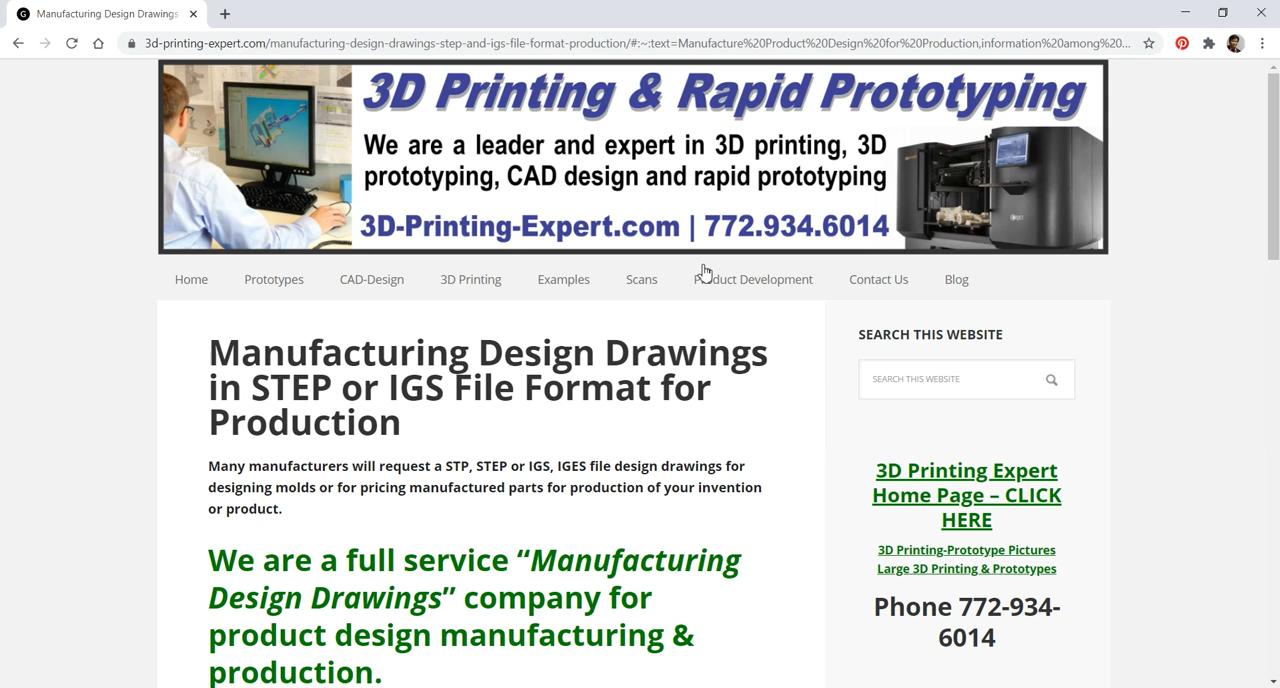 Manufacturing Design Drawings
3d-printing-expert.com/manufacturing-design-drawings-step-and-igs-file-format-production/#:~:text=Manufacture%20Product%20Design%20for%20Production,information%20among%20...
3D Printing & Rapid Prototyping
We are a leader and expert in 3D printing, 3D
prototyping, CAD design and rapid prototyping
3D-Printing-Expert.com | 772.934.6014
Home Prototypes CAD-Design 3D Printing Examples Scans Product Development Contact Us Blog
Manufacturing Design Drawings
in STEP or IGS File Format for
Production
Many manufacturers will request a STP, STEP or IGS, IGES file design drawings for
designing molds or for pricing manufactured parts for production of your invention
or product.
We are a full service “Manufacturing
Design Drawings” company for
product design manufacturing &
production.
SEARCH THIS WEBSITE
SEARCH THIS WEBSITE
3D Printing Expert
Home Page – CLICK
HERE
3D Printing-Prototype Pictures
Large 3D Printing & Prototypes
Phone 772-934-
6014